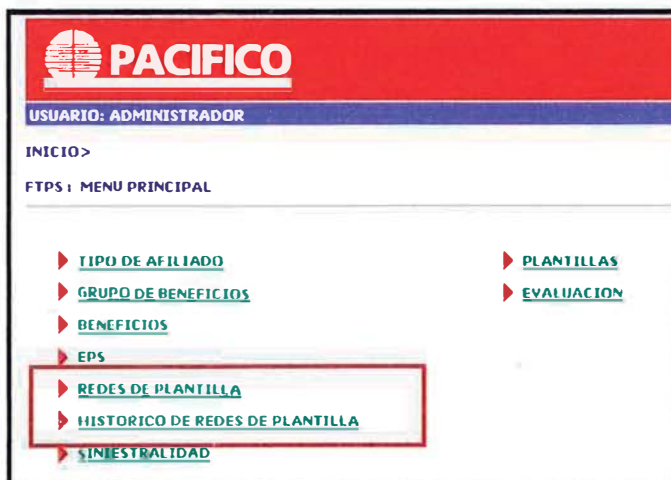 PACIFICO
USUARIO: ADMINISTRADOR
INICIO>
FTPS: MENU PRINCIPAL
TIPO DE AFILIADO
GRUPO DE BENEFICIOS
BENEFICIOS
EPS
REDES DE PLANTILLA
HISTORICO DE REDES DE PLANTILLA
SINIESTRALIDAD
PLANTILLAS
EVALUACION